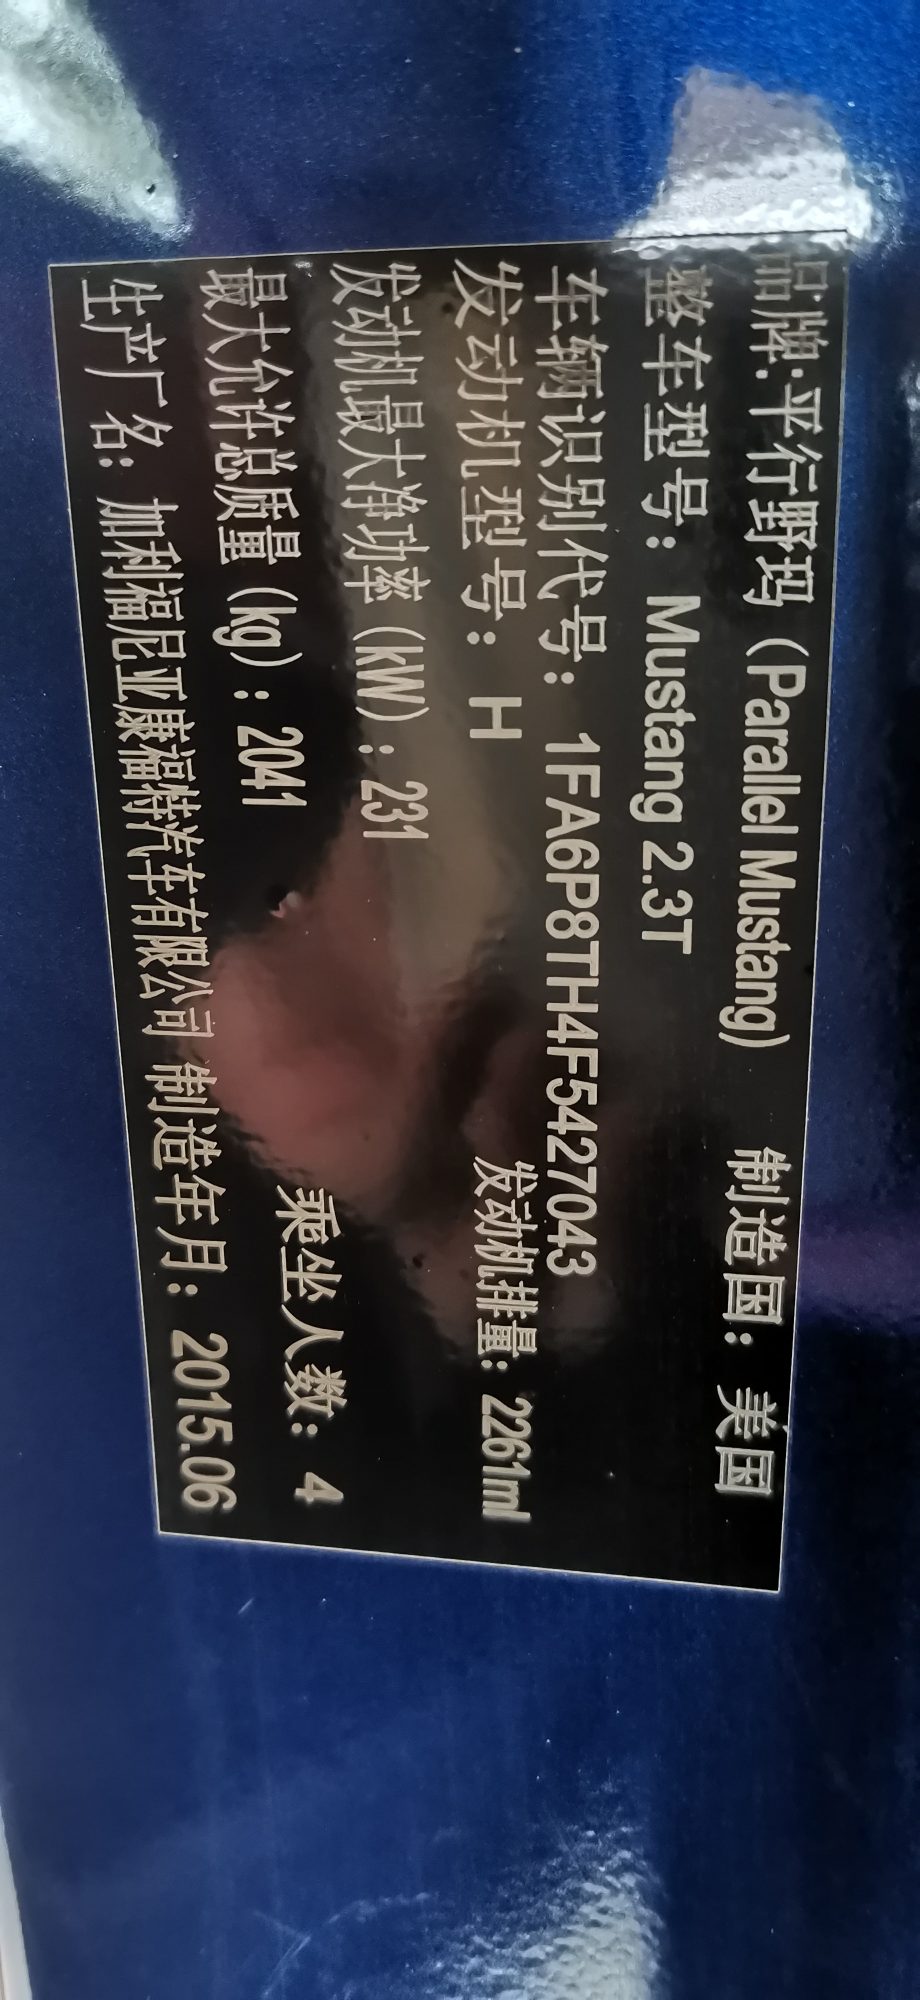 品牌:平行野玛（Parallel Mustang） 制造国：美国
整车型号：Mustang 2.3T
车辆识别代号：1FA6P8TH4F5427043
发动机型号：H 发动机排量：2261ml
发动机最大净功率（kW）:231
最大允许总质量（kg）:2041 乘坐人数：4
生产厂名：加利福尼亚康福特汽车有限公司 制造年月：2015.06